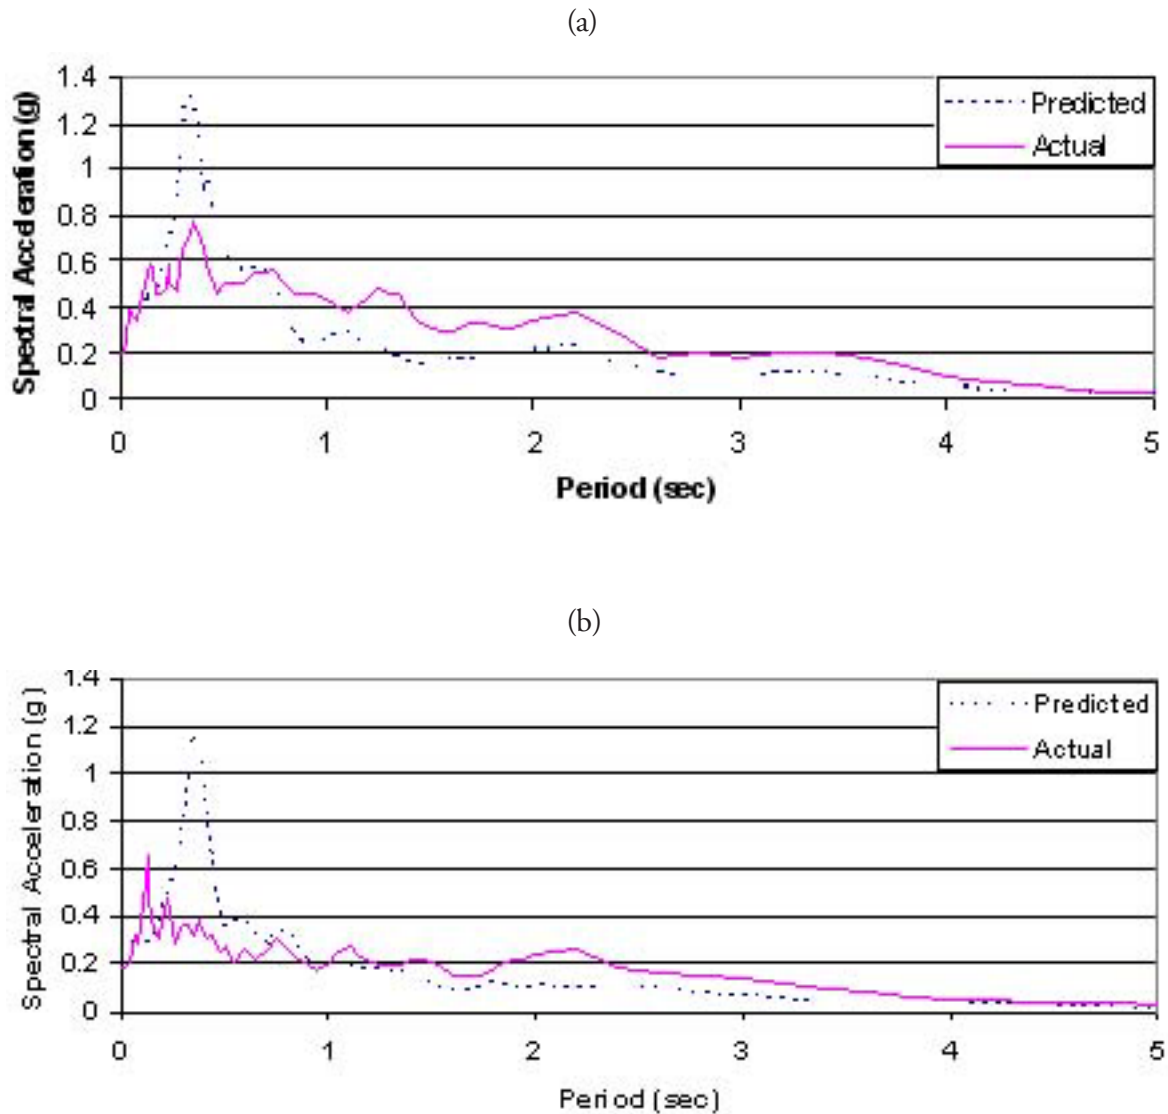 (a)
1.4
1.2
1
0.8
0.6
0.4
0.2
0
Spectral Acceleration (g)
Predicted
Actual
0 1 2 3 4 5
Period (sec)
(b)
1.4
1.2
1
0.8
0.6
0.4
0.2
0
Spectral Acceleration (g)
Predicted
Actual
0 1 2 3 4 5
Period (sec)